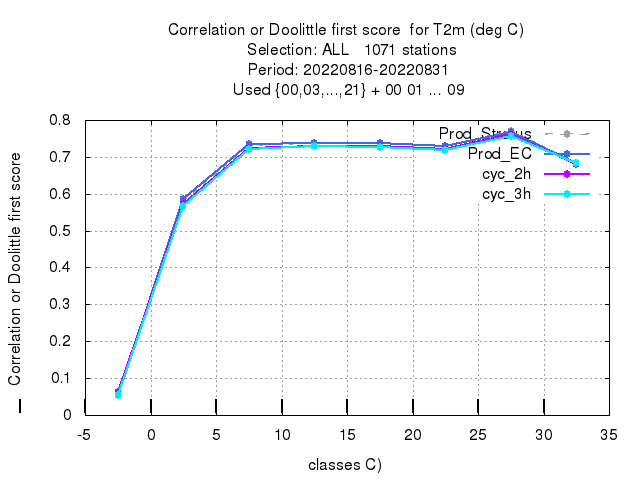 Correlation or Doolittle first score  for T2m (deg C)
Selection: ALL   1071 stations
Period: 20220816-20220831
Used {00,03,...,21} + 00 01 ... 09
Correlation or Doolittle first score
0.8
0.7
0.6
0.5
0.4
0.3
0.2
0.1
0
Prod_Stratus
Prod_EC
cyc_2h
cyc_3h
-5 0 5 10 15 20 25 30 35
classes C)